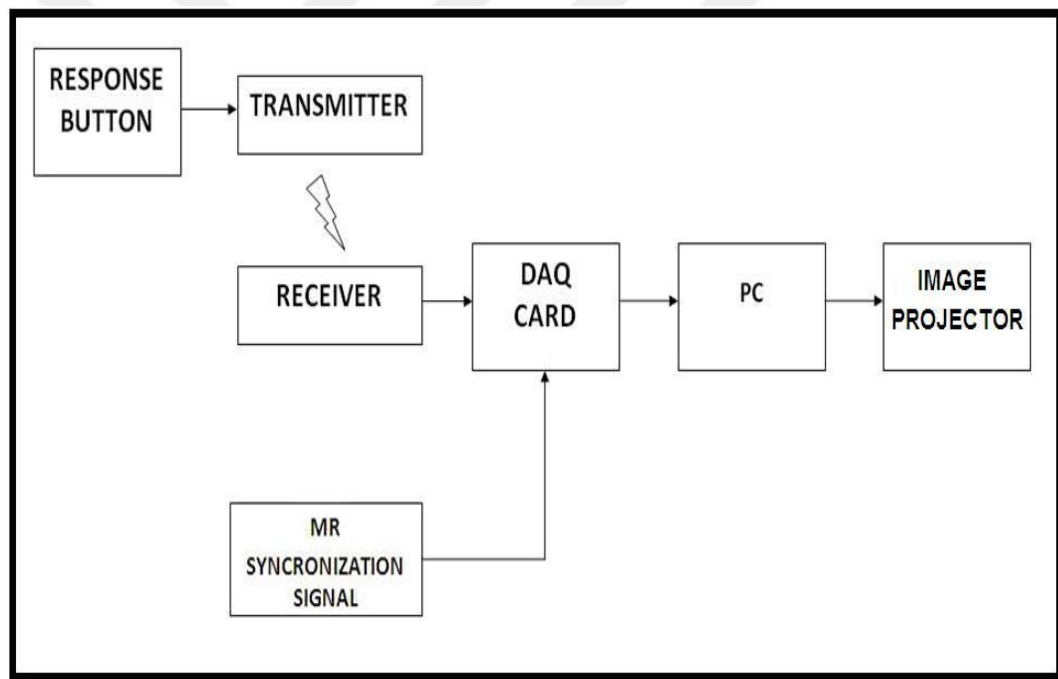 RESPONSE
BUTTON
TRANSMITTER
RECEIVER
DAQ
CARD
PC
IMAGE
PROJECTOR
MR
SYNCRONIZATION
SIGNAL